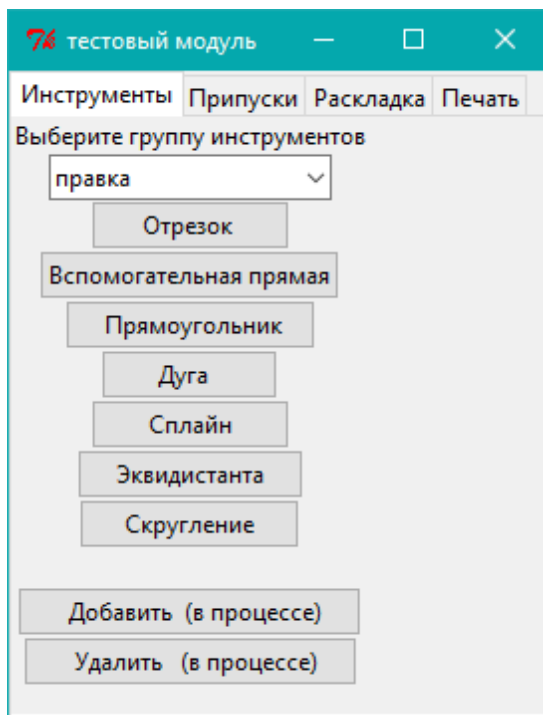 тестовый модуль
Инструменты Припуски Раскладка Печать
Выберите группу инструментов
правка
Отрезок
Вспомогательная прямая
Прямоугольник
Дуга
Сплайн
Эквидистанта
Скругление
Добавить (в процессе)
Удалить (в процессе)